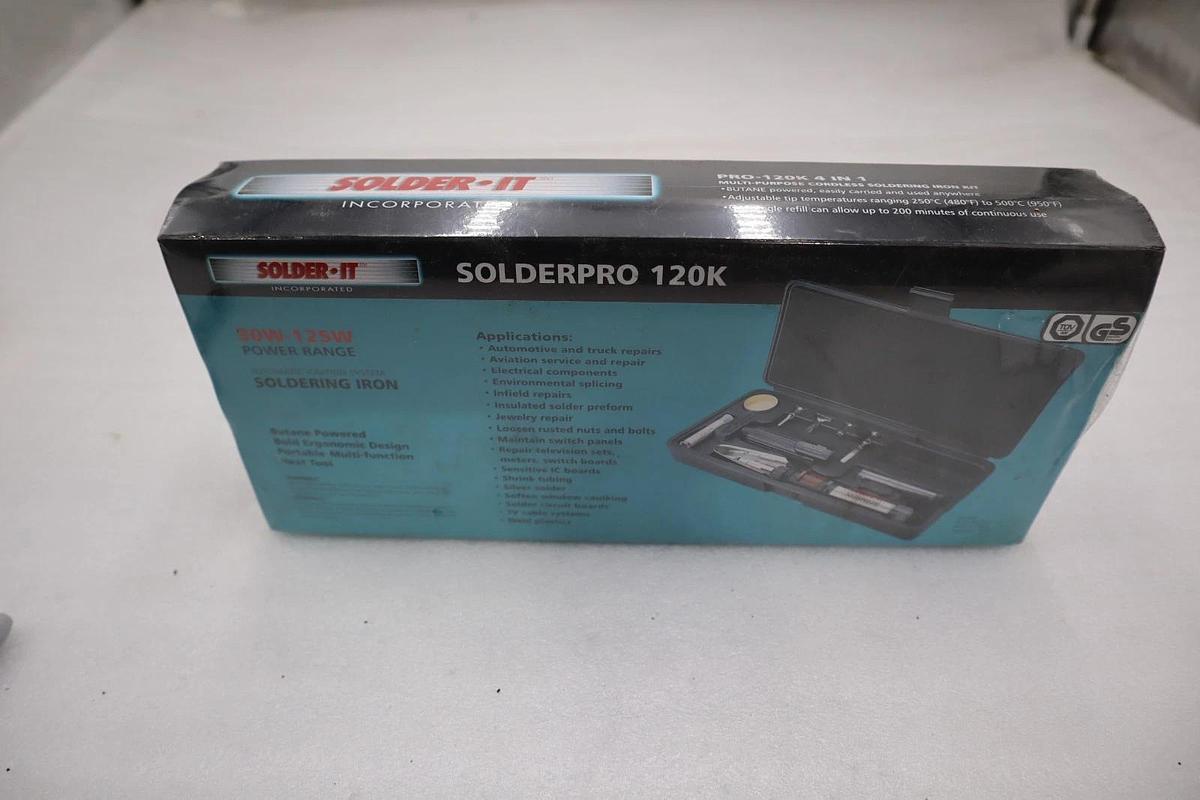 SOLDER•IT INC
INCORPORATED
PRO-120K 4 IN 1
MULTI-PURPOSE CORDLESS SOLDERING IRON KIT
•BUTANE powered, easily carried and used anywhere
•Adjustable tip temperatures ranging 250°C (480°F) to 500°C (950°F)
refill can allow up to 200 minutes of continuous use
SOLDER•IT
INCORPORATED
SOLDERPRO 120K
TÜV
GS
POWER RANGE
AUTOMATIC IGNITION SYSTEM
SOLDERING IRON
Butane Powered
Bold Ergonomic Design
Portable Multi-function
Heat Tool
Applications:
• Automotive and truck repairs
• Aviation service and repair
• Electrical components
• Environmental splicing
• Infield repairs
• Insulated solder preform
• Jewelry repair
• Loosen rusted nuts and bolts
• Maintain switch panels
• Repair television sets,
meters, switch boards
• Sensitive IC boards
• Shrink tubing
• Silver solder
• Soften window caulking
• Solder circuit boards
• TV cable systems
• Weld plastics